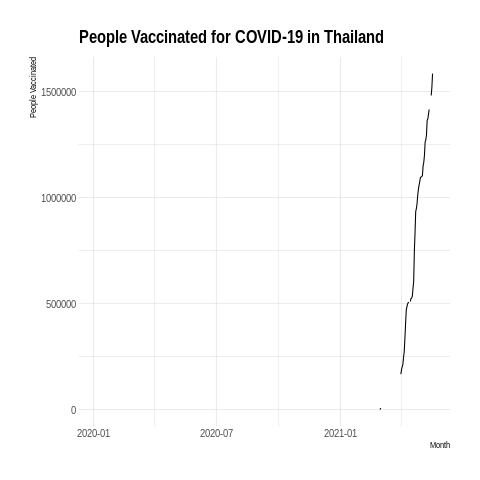 People Vaccinated for COVID-19 in Thailand
People Vaccinated
1500000
1000000
500000
0
2020-01 2020-07 2021-01
Month